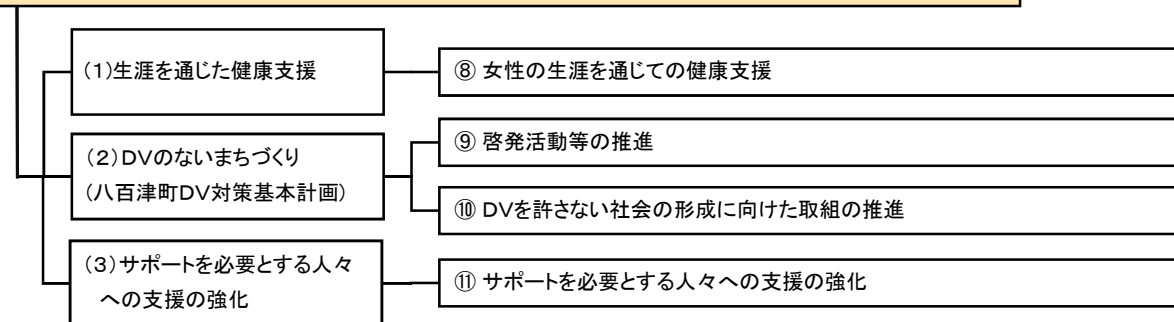 （1）生涯を通じた健康支援
⑧ 女性の生涯を通じての健康支援
（２）ＤＶのないまちづくり
（八百津町ＤＶ対策基本計画）
⑨ 啓発活動等の推進
⑩ ＤＶを許さない社会の形成に向けた取組の推進
（３）サポートを必要とする人々
への支援の強化
⑪ サポートを必要とする人々への支援の強化